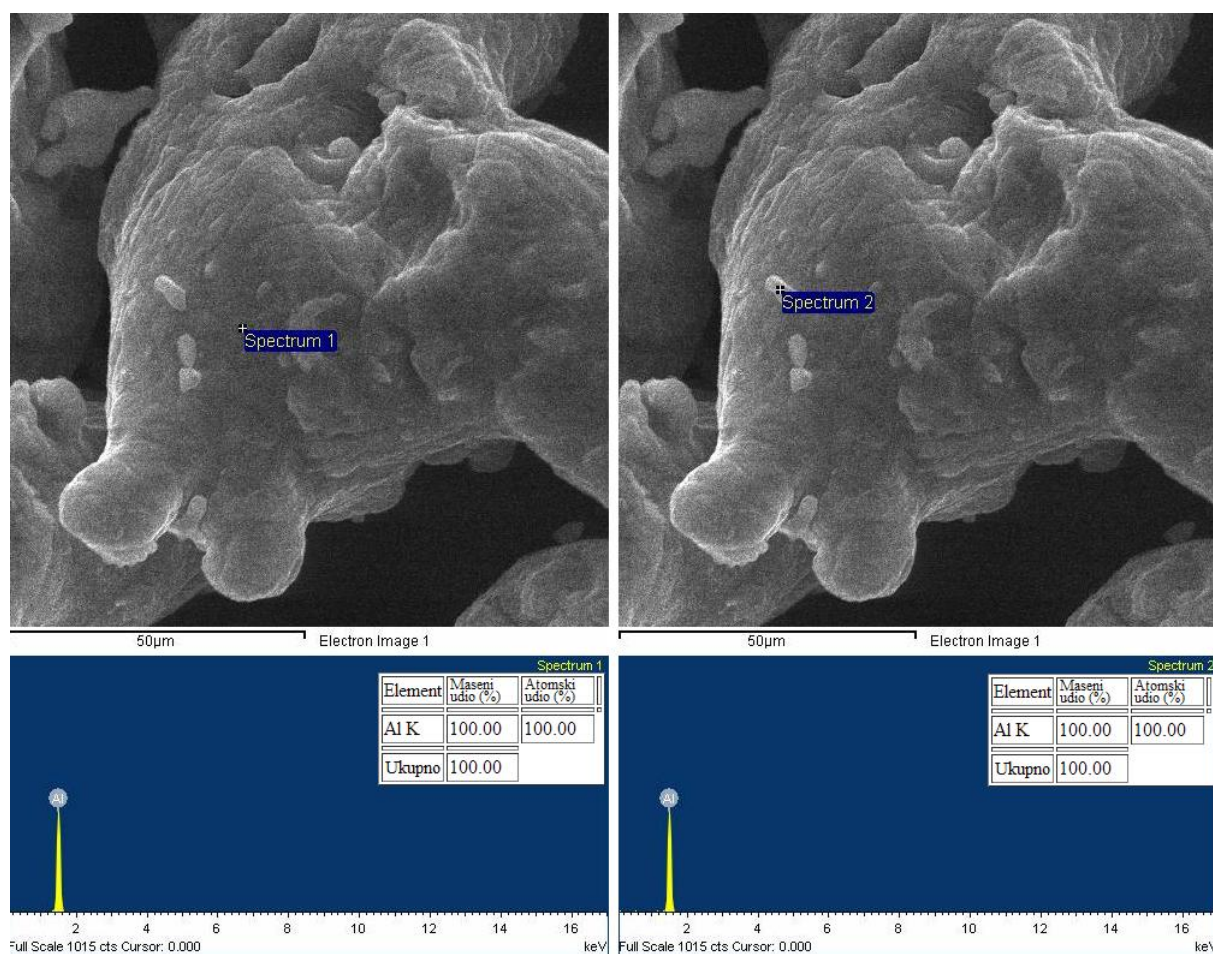 Spectrum 1
Spectrum 2
50µm Electron Image 1
50µm Electron Image 1
Spectrum 1
Element Maseni udio (%) Atomski udio (%)
Al K 100.00 100.00
Ukupno 100.00
Al
2 4 6 8 10 12 14 16
Full Scale 1015 cts Cursor: 0.000 keV
Spectrum 2
Element Maseni udio (%) Atomski udio (%)
Al K 100.00 100.00
Ukupno 100.00
Al
2 4 6 8 10 12 14 16
Full Scale 1015 cts Cursor: 0.000 keV